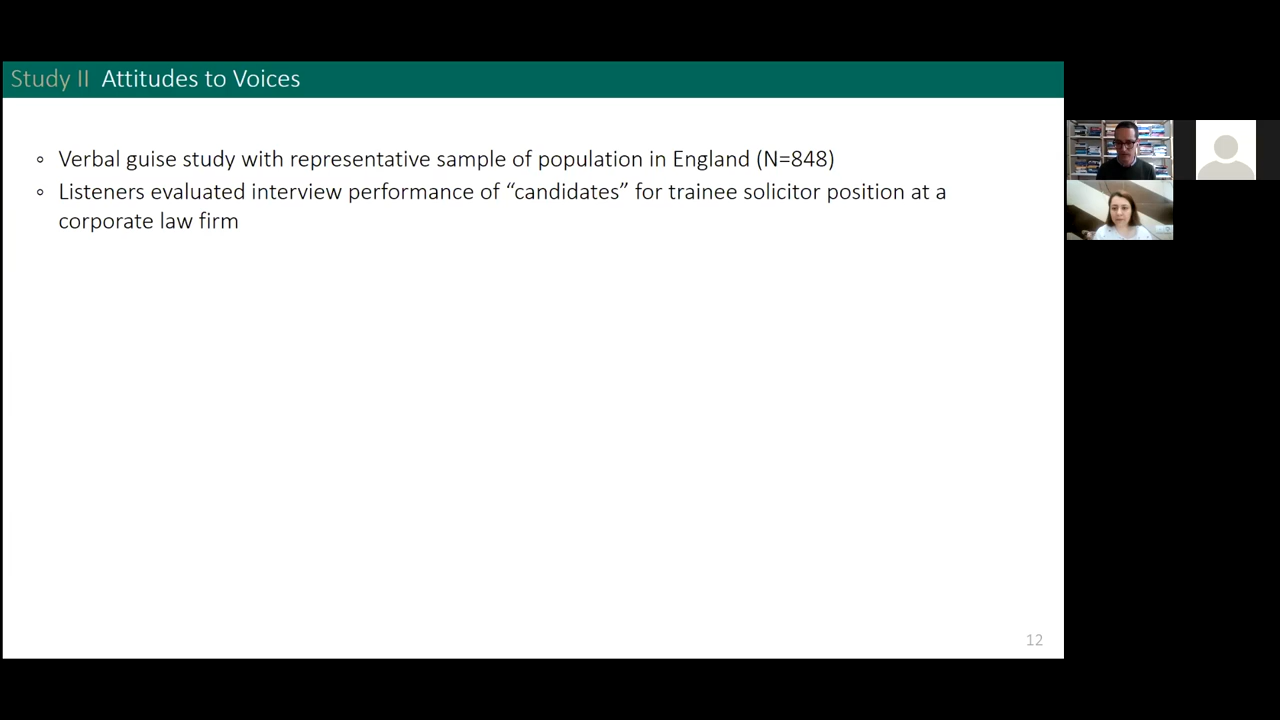 Study II Attitudes to Voices
◦ Verbal guise study with representative sample of population in England (N=848)
◦ Listeners evaluated interview performance of “candidates” for trainee solicitor position at a
corporate law firm
12